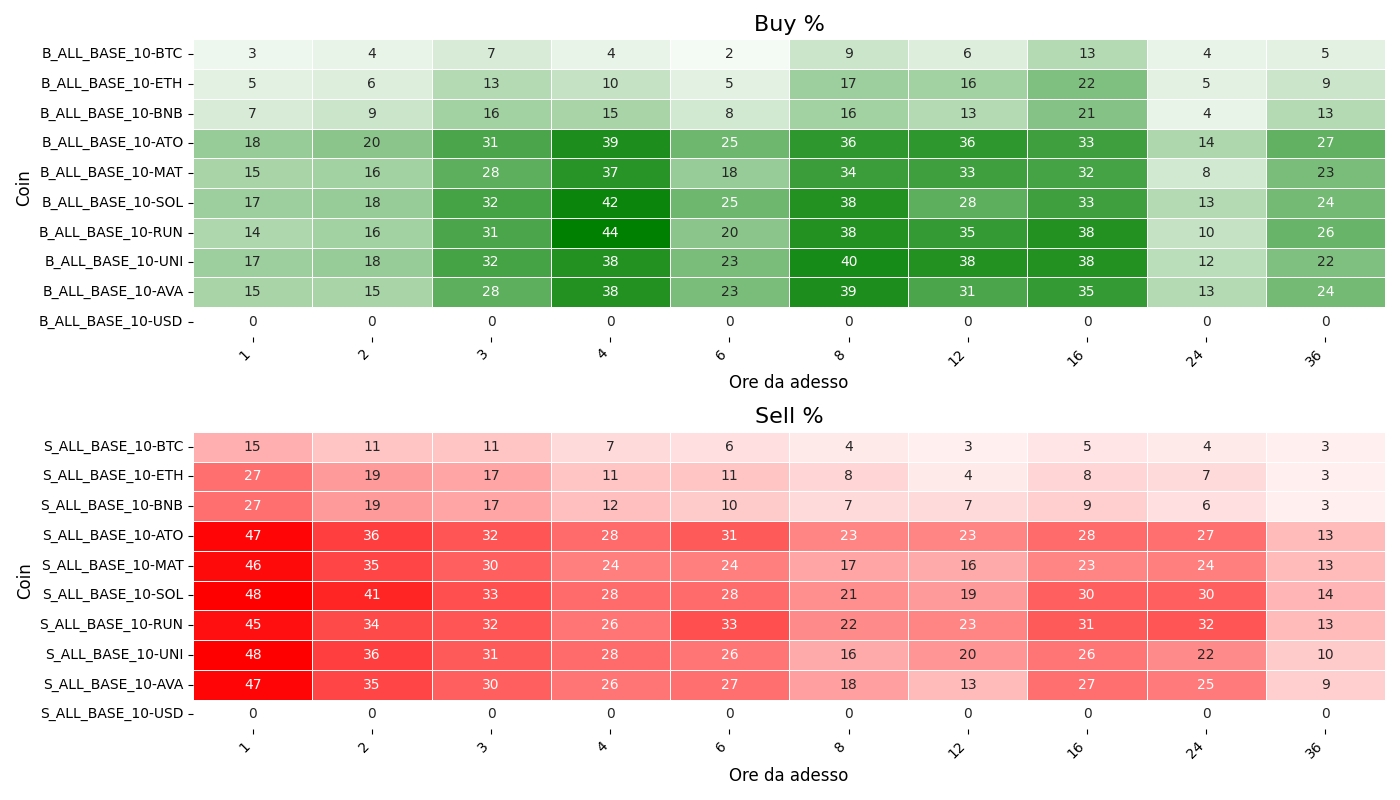 Buy %
B_ALL_BASE_10-BTC 3 4 7 4 2 9 6 13 4 5
B_ALL_BASE_10-ETH 5 6 13 10 5 17 16 22 5 9
B_ALL_BASE_10-BNB 7 9 16 15 8 16 13 21 4 13
B_ALL_BASE_10-ATO 18 20 31 39 25 36 36 33 14 27
B_ALL_BASE_10-MAT 15 16 28 37 18 34 33 32 8 23
Coin
B_ALL_BASE_10-SOL 17 18 32 42 25 38 28 33 13 24
B_ALL_BASE_10-RUN 14 16 31 44 20 38 35 38 10 26
B_ALL_BASE_10-UNI 17 18 32 38 23 40 38 38 12 22
B_ALL_BASE_10-AVA 15 15 28 38 23 39 31 35 13 24
B_ALL_BASE_10-USD 0 0 0 0 0 0 0 0 0 0
1 2 3 4 6 8 12 16 24 36
Ore da adesso
Sell %
S_ALL_BASE_10-BTC 15 11 11 7 6 4 3 5 4 3
S_ALL_BASE_10-ETH 27 19 17 11 11 8 4 8 7 3
S_ALL_BASE_10-BNB 27 19 17 12 10 7 7 9 6 3
S_ALL_BASE_10-ATO 47 36 32 28 31 23 23 28 27 13
S_ALL_BASE_10-MAT 46 35 30 24 24 17 16 23 24 13
Coin
S_ALL_BASE_10-SOL 48 41 33 28 28 21 19 30 30 14
S_ALL_BASE_10-RUN 45 34 32 26 33 22 23 31 32 13
S_ALL_BASE_10-UNI 48 36 31 28 26 16 20 26 22 10
S_ALL_BASE_10-AVA 47 35 30 26 27 18 13 27 25 9
S_ALL_BASE_10-USD 0 0 0 0 0 0 0 0 0 0
1 2 3 4 6 8 12 16 24 36
Ore da adesso